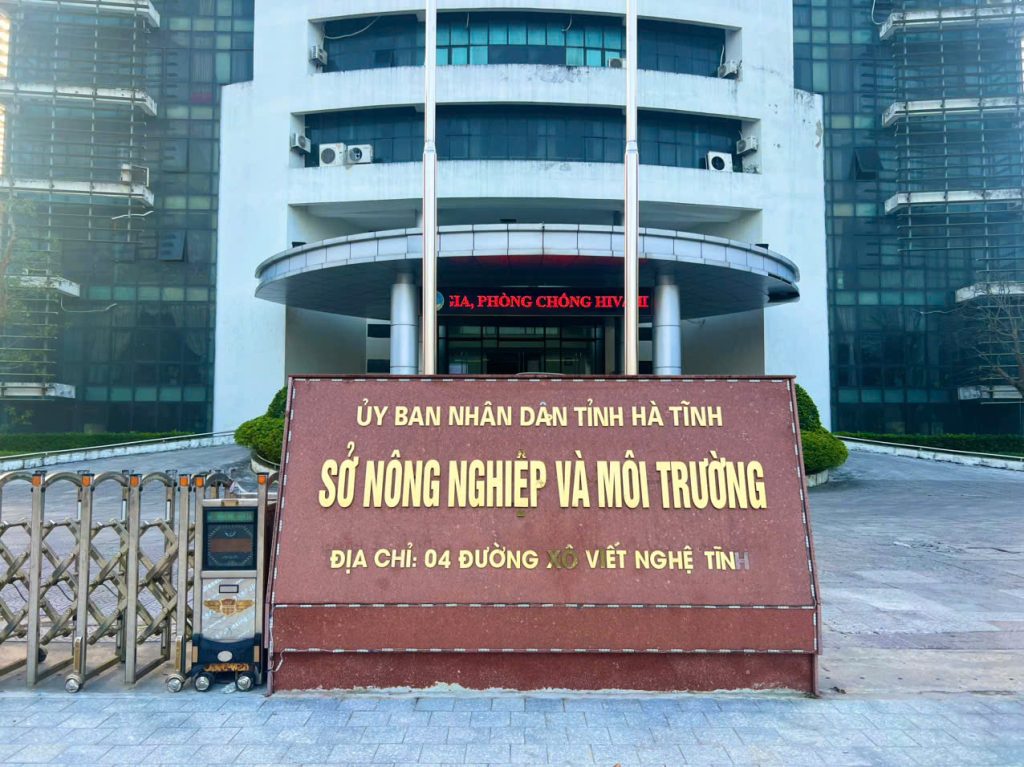 GIA, PHÒNG CHỐNG HIV/
ỦY BAN NHÂN DÂN TỈNH HÀ TĨNH
SỞ NÔNG NGHIỆP VÀ MÔI TRƯỜNG
ĐỊA CHỈ: 04 ĐƯỜNG XÔ VIẾT NGHỆ TĨNH